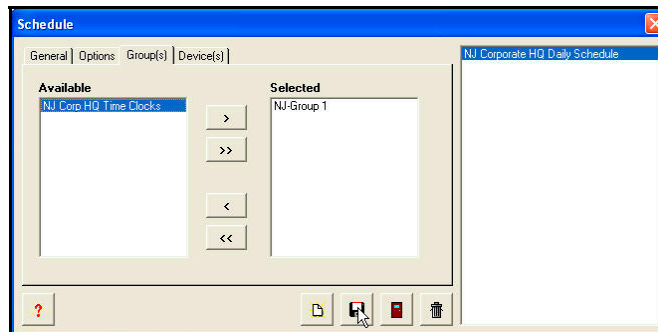 Schedule
General Options Group(s) Device(s)
Available
NJ Corp HQ Time Clocks
>
>>
<
<<
Selected
NJ-Group 1
NJ Corporate HQ Daily Schedule
?